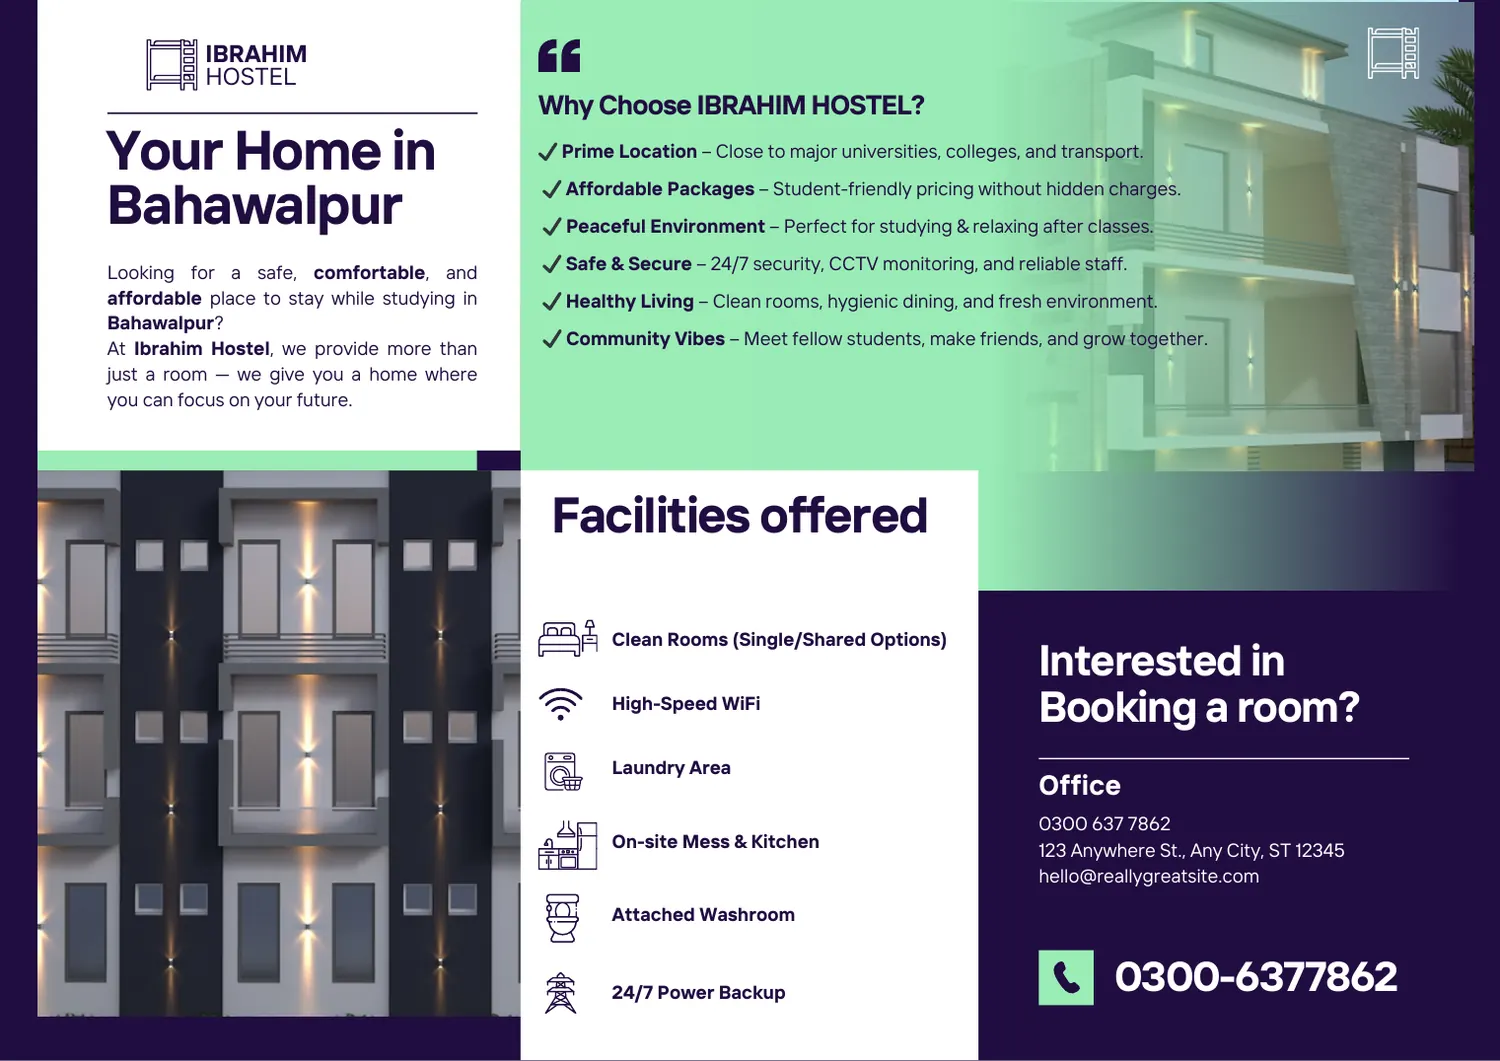 IBRAHIM
HOSTEL
Your Home in
Bahawalpur
Looking for a safe, comfortable, and
affordable place to stay while studying in
Bahawalpur?
At Ibrahim Hostel, we provide more than
just a room — we give you a home where
you can focus on your future.
Why Choose IBRAHIM HOSTEL?
✓ Prime Location – Close to major universities, colleges, and transport.
✓ Affordable Packages – Student-friendly pricing without hidden charges.
✓ Peaceful Environment – Perfect for studying & relaxing after classes.
✓ Safe & Secure – 24/7 security, CCTV monitoring, and reliable staff.
✓ Healthy Living – Clean rooms, hygienic dining, and fresh environment.
✓ Community Vibes – Meet fellow students, make friends, and grow together.
Facilities offered
Clean Rooms (Single/Shared Options)
High-Speed WiFi
Laundry Area
On-site Mess & Kitchen
Attached Washroom
24/7 Power Backup
Interested in
Booking a room?
Office
0300 637 7862
123 Anywhere St., Any City, ST 12345
hello@reallygreatsite.com
0300-6377862